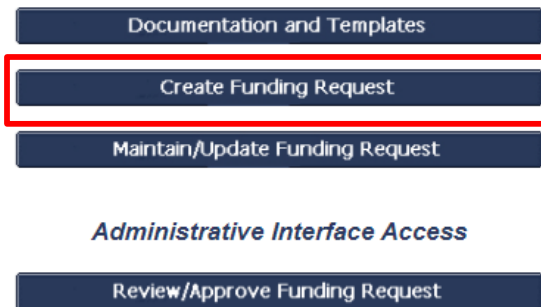 Documentation and Templates
Create Funding Request
Maintain/Update Funding Request
Administrative Interface Access
Review/Approve Funding Request